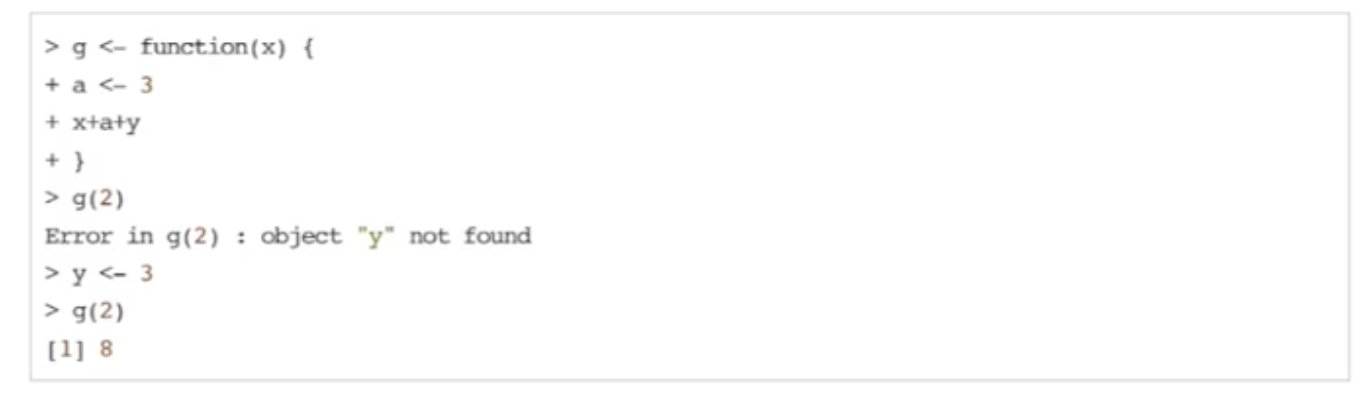 > g <- function(x) {
+ a <- 3
+ x+a+y
+ }
> g(2)
Error in g(2) : object "y" not found
> y <- 3
> g(2)
[1] 8